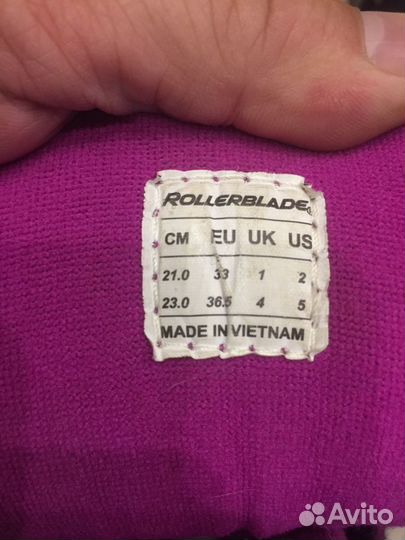 ROLLERBLADE®
CM EU UK US
21.0 33 1 2
23.0 36.5 4 5
MADE IN VIETNAM
Avito